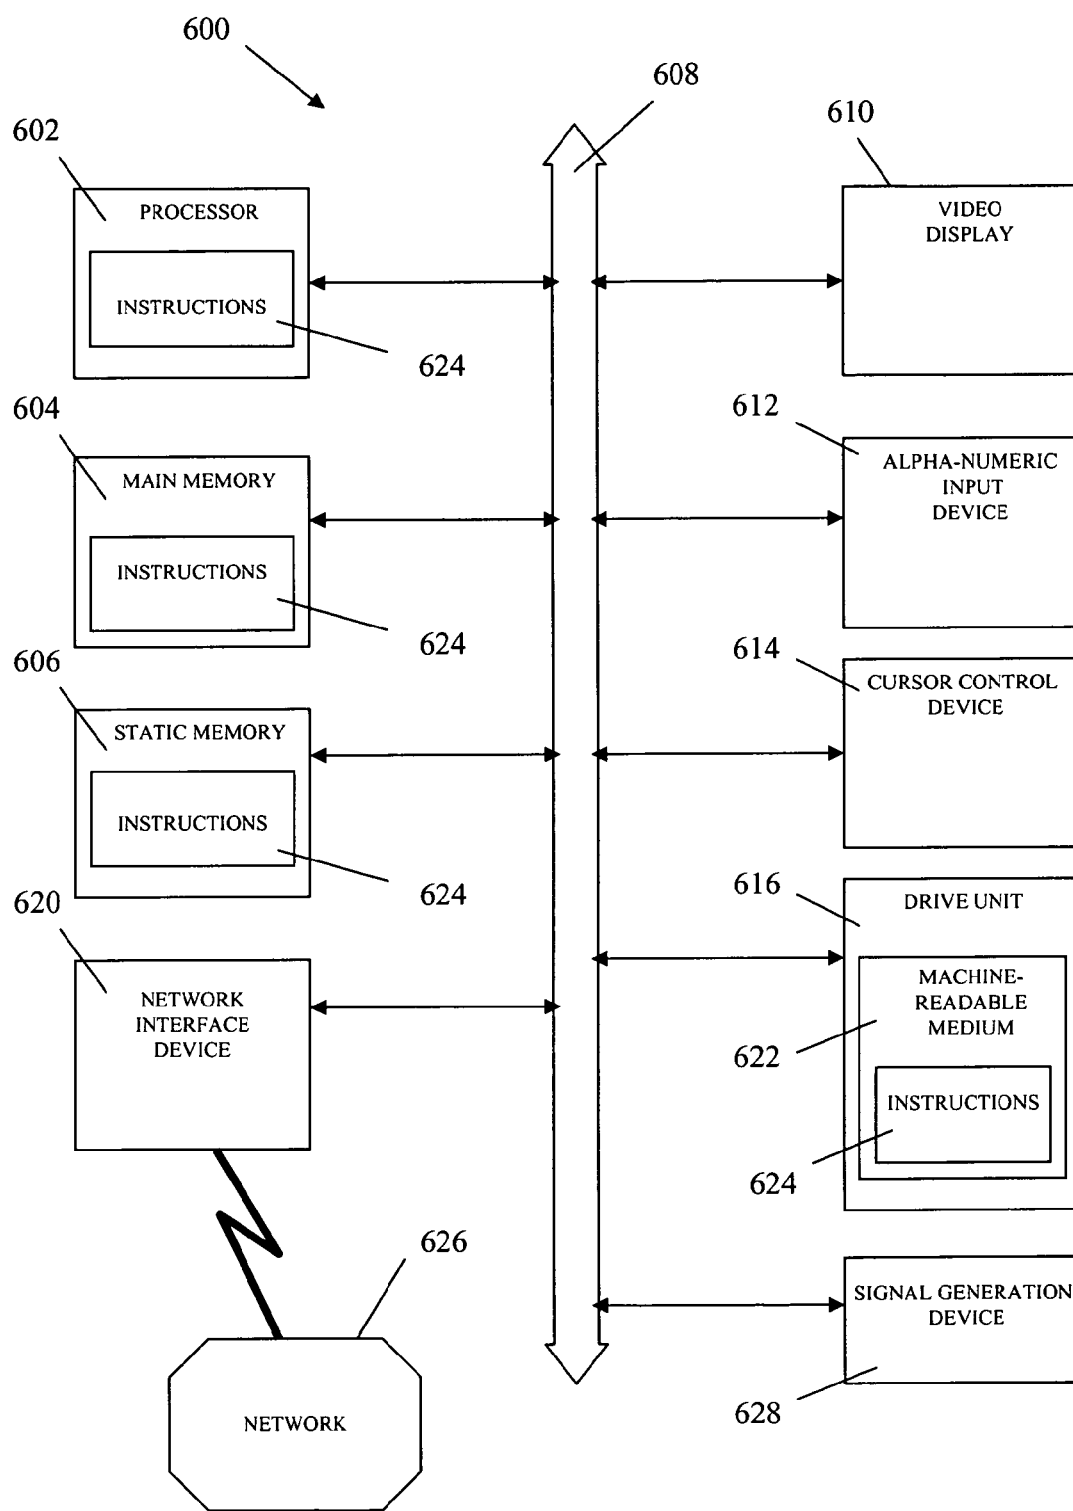 600
608
602
610
PROCESSOR
INSTRUCTIONS
624
VIDEO
DISPLAY
604
612
MAIN MEMORY
INSTRUCTIONS
624
ALPHA-NUMERIC
INPUT
DEVICE
606
614
STATIC MEMORY
INSTRUCTIONS
624
CURSOR CONTROL
DEVICE
620
616
NETWORK
INTERFACE
DEVICE
DRIVE UNIT
MACHINE-
READABLE
MEDIUM
622
INSTRUCTIONS
624
626
NETWORK
SIGNAL GENERATION
DEVICE
628